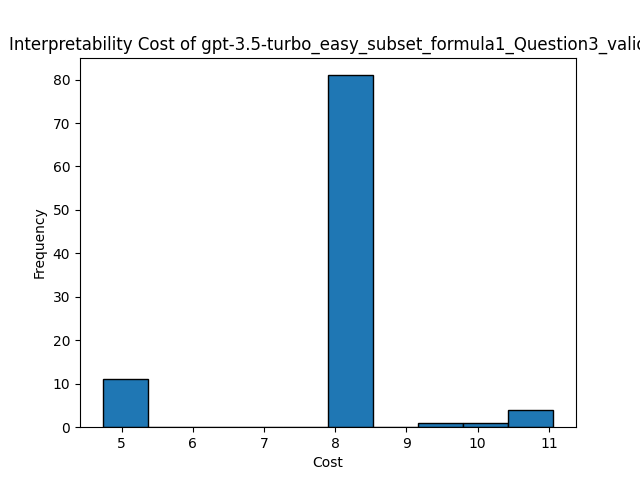 Interpretability Cost of gpt-3.5-turbo_easy_subset_formula1_Question3_valid
80
70
60
50
40
30
20
10
0
Frequency
5 6 7 8 9 10 11
Cost